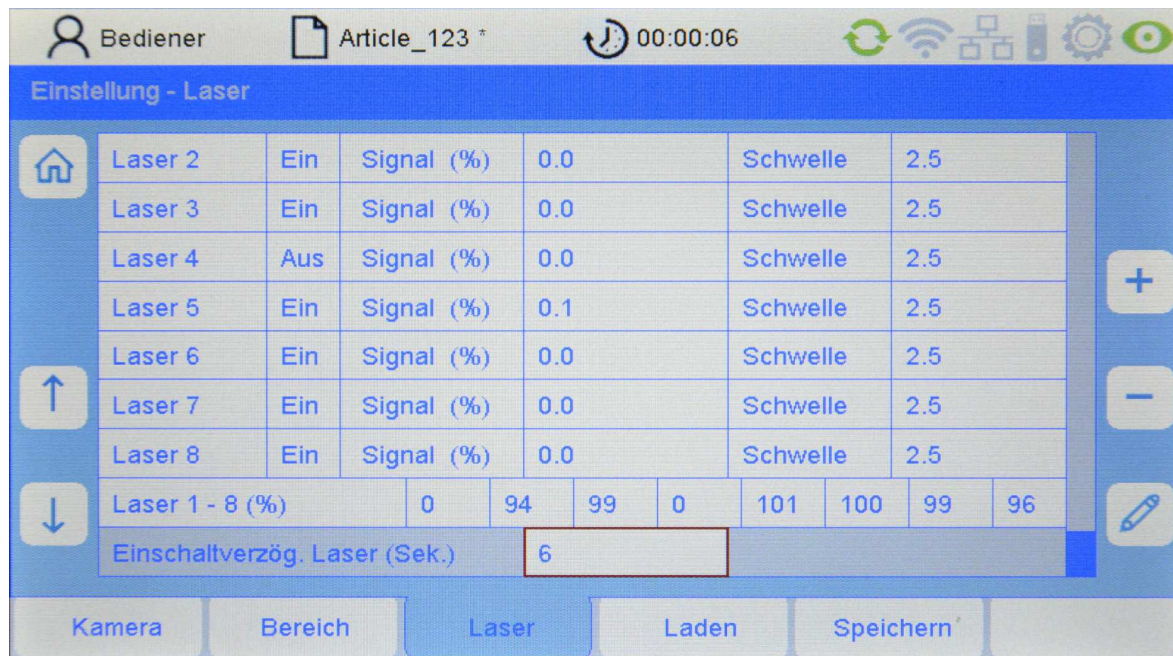 Bediener Article_123 * 00:00:06
Einstellung - Laser
Laser 2 Ein Signal (%) 0.0 Schwelle 2.5
Laser 3 Ein Signal (%) 0.0 Schwelle 2.5
Laser 4 Aus Signal (%) 0.0 Schwelle 2.5
Laser 5 Ein Signal (%) 0.1 Schwelle 2.5
Laser 6 Ein Signal (%) 0.0 Schwelle 2.5
Laser 7 Ein Signal (%) 0.0 Schwelle 2.5
Laser 8 Ein Signal (%) 0.0 Schwelle 2.5
Laser 1 - 8 (%) 0 94 99 0 101 100 99 96
Einschaltverzög. Laser (Sek.) 6
Kamera Bereich Laser Laden Speichern